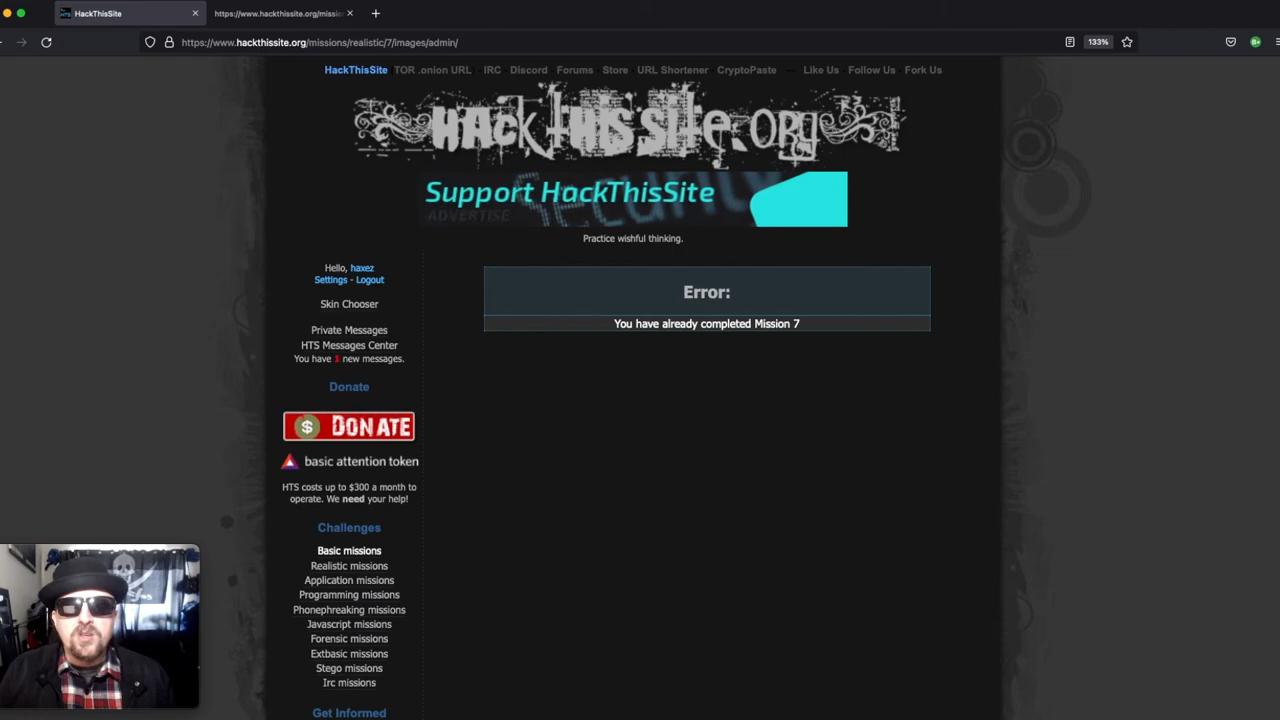 HackThisSite
https://www.hackthissite.org/missio
https://www.hackthissite.org/missions/realistic/7/images/admin/
133%
HackThisSite TOR .onion URL - IRC Discord Forums Store URL Shortener CryptoPaste — Like Us Follow Us Fork Us
HackThisSite.org
Support HackThisSite
Security
ADVERTISE
Practice wishful thinking.
Hello, haxez
Settings - Logout
Skin Chooser
Private Messages
HTS Messages Center
You have 1 new messages.
Donate
$ DONATE
basic attention token
HTS costs up to $300 a month to
operate. We need your help!
Challenges
Basic missions
Realistic missions
Application missions
Programming missions
Phonephreaking missions
Javascript missions
Forensic missions
Extbasic missions
Stego missions
Irc missions
Get Informed
Error:
You have already completed Mission 7